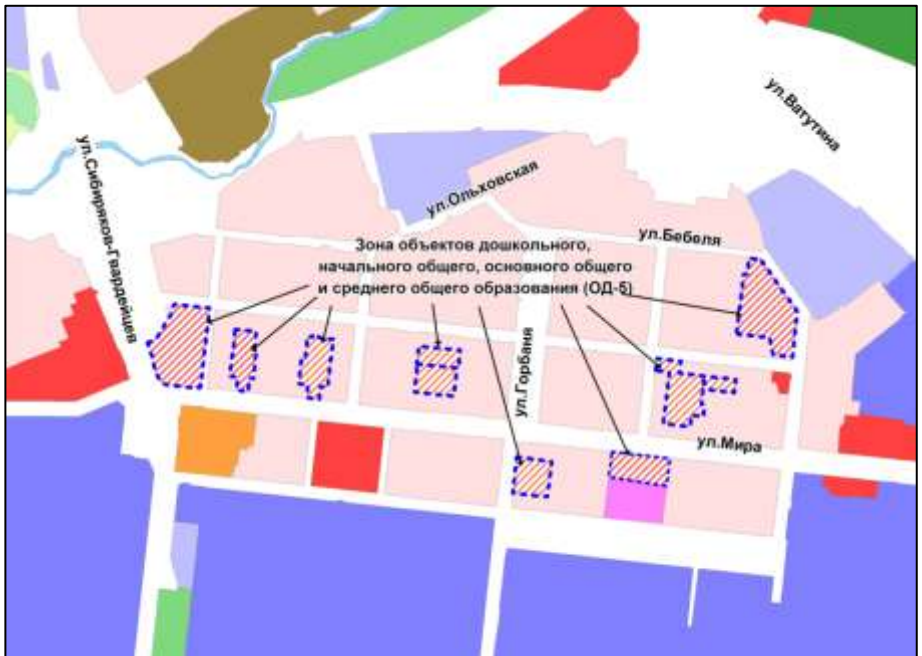 ул.Ватутина
ул.Сибиряков-Гвардейцев
ул.Ольховская
ул.Бебеля
Зона объектов дошкольного,
начального общего, основного общего
и среднего общего образования (ОД-5)
ул.Горбаня
ул.Мира